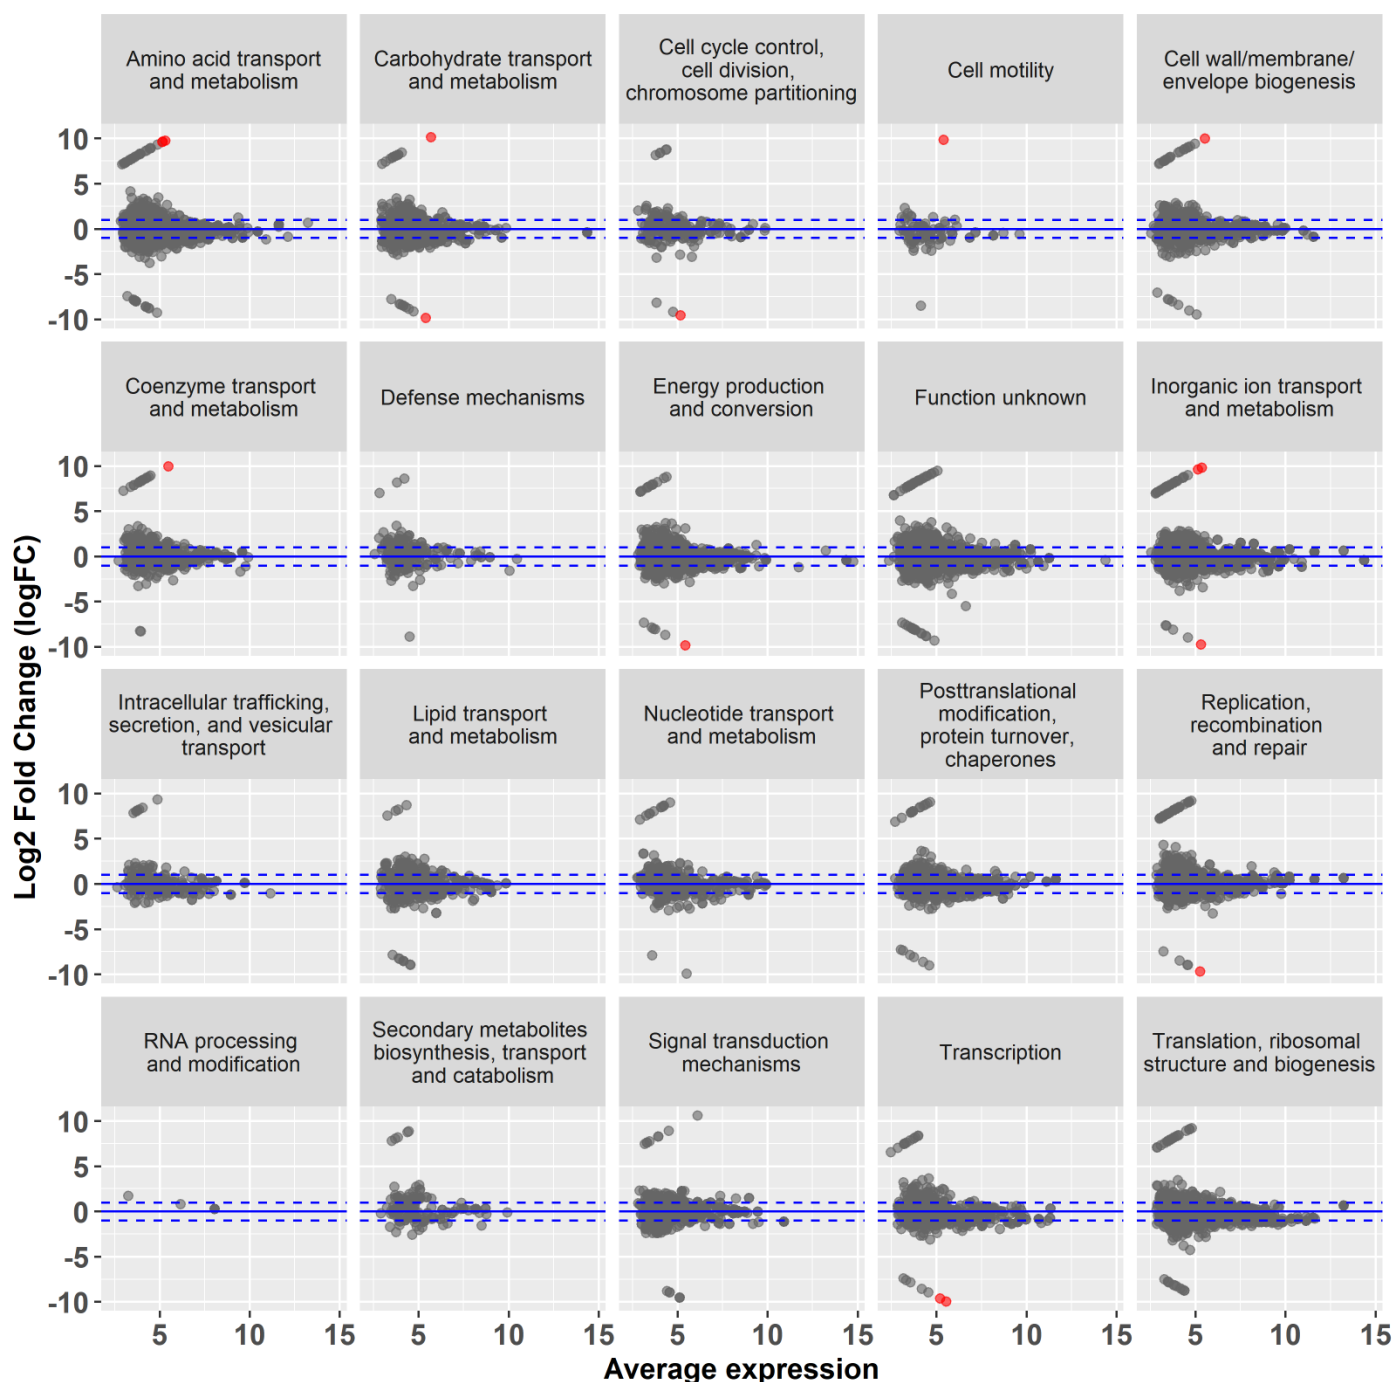 Amino acid transport
and metabolism
Carbohydrate transport
and metabolism
Cell cycle control,
cell division,
chromosome partitioning
Cell motility
Cell wall/membrane/
envelope biogenesis
10
5
0
-5
-10
Coenzyme transport
and metabolism
Defense mechanisms
Energy production
and conversion
Function unknown
Inorganic ion transport
and metabolism
10
5
0
-5
-10
Log2 Fold Change (logFC)
Intracellular trafficking,
secretion, and vesicular
transport
Lipid transport
and metabolism
Nucleotide transport
and metabolism
Posttranslational
modification,
protein turnover,
chaperones
Replication,
recombination
and repair
10
5
0
-5
-10
RNA processing
and modification
Secondary metabolites
biosynthesis, transport
and catabolism
Signal transduction
mechanisms
Transcription
Translation, ribosomal
structure and biogenesis
10
5
0
-5
-10
5 10 15 5 10 15 5 10 15 5 10 15 5 10 15
Average expression